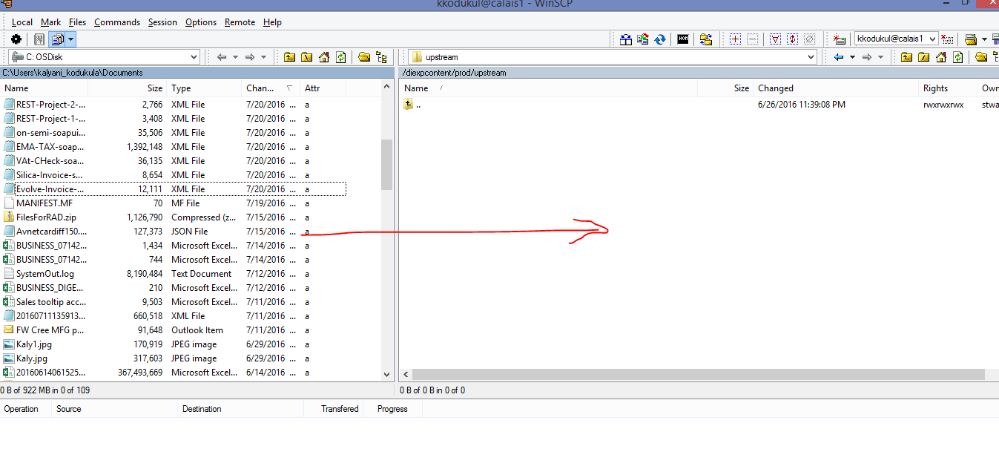 kkodukul@calais1 - WinSCP
Local Mark Files Commands Session Options Remote Help
kkodukul@calais1
C: OSDisk
upstream
C:\Users\kalyani_kodukula\Documents
/diexpcontent/prod/upstream
Name Size Type Chan... Attr
Name Size Changed Rights Own
REST-Project-2-... 2,766 XML File 7/20/2016 ... a
.. 6/26/2016 11:39:08 PM rwxrwxrwx stwa
REST-Project-1-... 3,408 XML File 7/20/2016 ... a
on-semi-soapui... 35,506 XML File 7/20/2016 ... a
EMA-TAX-soap... 1,392,148 XML File 7/20/2016 ... a
VAt-CHeck-soa... 36,135 XML File 7/20/2016 ... a
Silica-Invoice-s... 8,654 XML File 7/20/2016 ... a
Evolve-Invoice-... 12,111 XML File 7/20/2016 ... a
MANIFEST.MF 70 MF File 7/19/2016 ... a
FilesForRAD.zip 1,126,790 Compressed (z... 7/15/2016 ... a
Avnetcardiff150.... 127,373 JSON File 7/15/2016 ... a
BUSINESS_07142... 1,434 Microsoft Excel... 7/14/2016 ... a
BUSINESS_07142... 744 Microsoft Excel... 7/14/2016 ... a
SystemOut.log 8,190,484 Text Document 7/12/2016 ... a
BUSINESS_DIGE... 210 Microsoft Excel... 7/12/2016 ... a
Sales tooltip acc... 9,503 Microsoft Excel... 7/11/2016 ... a
20160711135913... 660,518 XML File 7/11/2016 ... a
FW Cree MFG p... 91,648 Outlook Item 7/11/2016 ... a
Kaly1.jpg 170,919 JPEG image 6/29/2016 ... a
Kaly.jpg 317,603 JPEG image 6/29/2016 ... a
20160614061525... 367,493,669 Microsoft Excel... 6/14/2016 ... a
0 B of 922 MB in 0 of 109
0 B of 0 B in 0 of 0
Operation Source Destination Transfered Progress